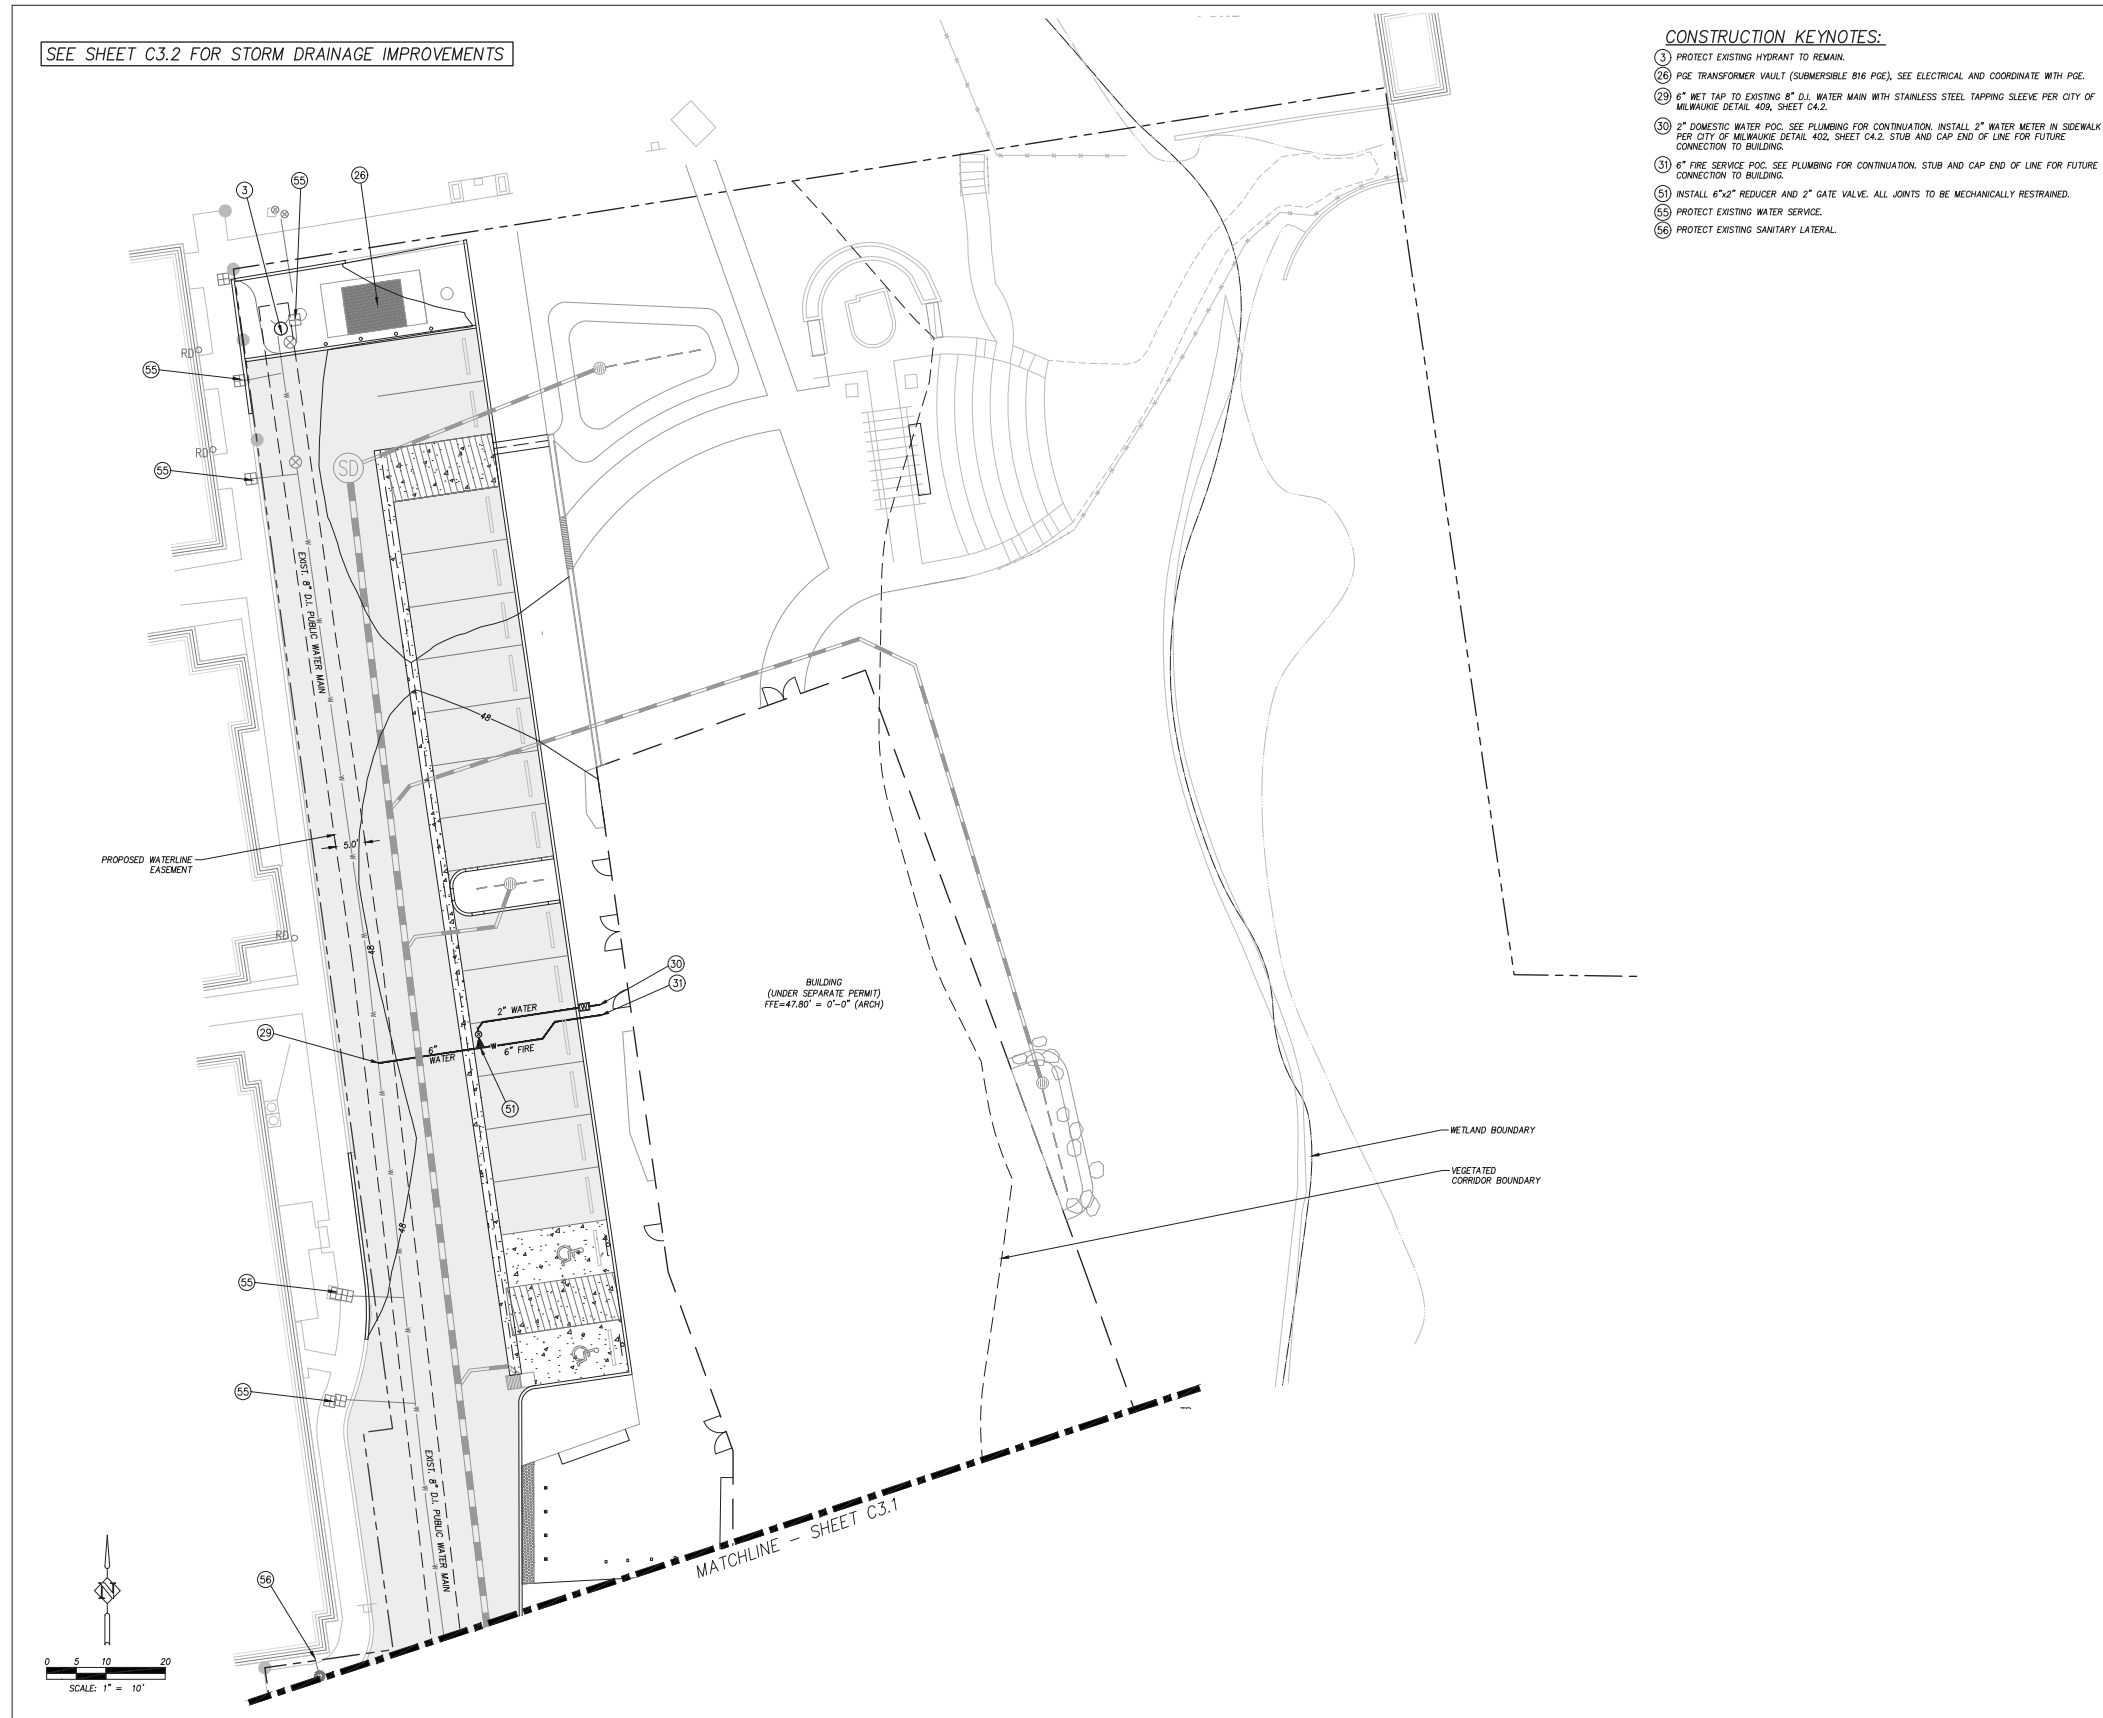 SEE SHEET C3.2 FOR STORM DRAINAGE IMPROVEMENTS
CONSTRUCTION KEYNOTES:
3 PROTECT EXISTING HYDRANT TO REMAIN.
26 PGE TRANSFORMER VAULT (SUBMERSIBLE 816 PGE), SEE ELECTRICAL AND COORDINATE WITH PGE.
29 6" WET TAP TO EXISTING 8" D.I. WATER MAIN WITH STAINLESS STEEL TAPPING SLEEVE PER CITY OF
MILWAUKIE DETAIL 409, SHEET C4.2.
30 2" DOMESTIC WATER POC. SEE PLUMBING FOR CONTINUATION. INSTALL 2" WATER METER IN SIDEWALK
PER CITY OF MILWAUKIE DETAIL 402, SHEET C4.2. STUB AND CAP END OF LINE FOR FUTURE
CONNECTION TO BUILDING.
31 6" FIRE SERVICE POC. SEE PLUMBING FOR CONTINUATION. STUB AND CAP END OF LINE FOR FUTURE
CONNECTION TO BUILDING.
51 INSTALL 6"x2" REDUCER AND 2" GATE VALVE. ALL JOINTS TO BE MECHANICALLY RESTRAINED.
55 PROTECT EXISTING WATER SERVICE.
56 PROTECT EXISTING SANITARY LATERAL.
3
55
26
RD
55
RD
55
SD
W
W
EXIST. 8" D.I. PUBLIC WATER MAIN
W
W
48
W
5.0'
W
PROPOSED WATERLINE
EASEMENT
RD
W
48
30
31
BUILDING
(UNDER SEPARATE PERMIT)
FFE=47.80' = 0'-0" (ARCH)
2" WATER
W
W
29
6"
WATER
W
6" FIRE
51
W
WETLAND BOUNDARY
W
VEGETATED
CORRIDOR BOUNDARY
48
W
55
W
55
W
EXIST. 8" D.I. PUBLIC WATER MAIN
W
W
MATCHLINE - SHEET C3.1
56
N
0 5 10 20
SCALE: 1" = 10'